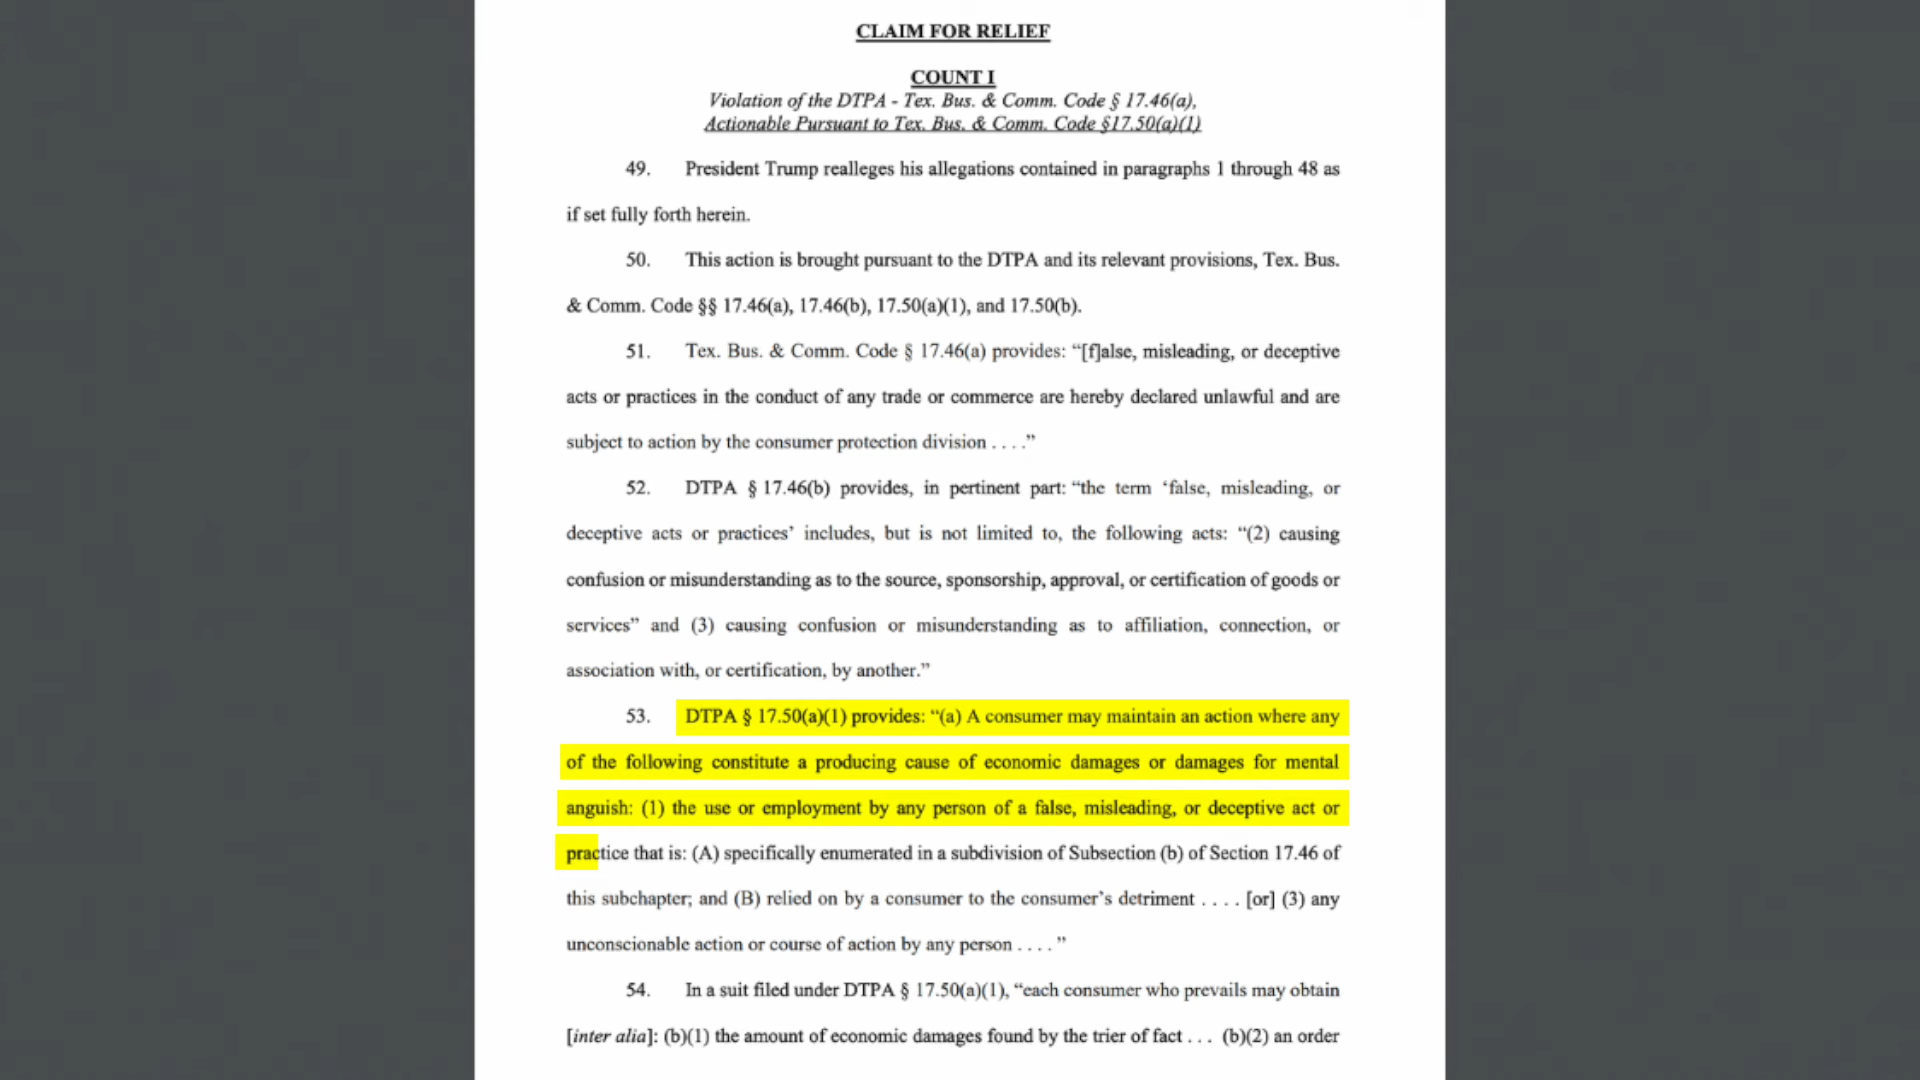 CLAIM FOR RELIEF
COUNT I
Violation of the DTPA - Tex. Bus. & Comm. Code § 17.46(a),
Actionable Pursuant to Tex. Bus. & Comm. Code §17.50(a)(1)
49. President Trump realleges his allegations contained in paragraphs 1 through 48 as
if set fully forth herein.
50. This action is brought pursuant to the DTPA and its relevant provisions, Tex. Bus.
& Comm. Code §§ 17.46(a), 17.46(b), 17.50(a)(1), and 17.50(b).
51. Tex. Bus. & Comm. Code § 17.46(a) provides: “[f]alse, misleading, or deceptive
acts or practices in the conduct of any trade or commerce are hereby declared unlawful and are
subject to action by the consumer protection division . . . .”
52. DTPA § 17.46(b) provides, in pertinent part: “the term ‘false, misleading, or
deceptive acts or practices’ includes, but is not limited to, the following acts: “(2) causing
confusion or misunderstanding as to the source, sponsorship, approval, or certification of goods or
services” and (3) causing confusion or misunderstanding as to affiliation, connection, or
association with, or certification, by another.”
53. DTPA § 17.50(a)(1) provides: “(a) A consumer may maintain an action where any
of the following constitute a producing cause of economic damages or damages for mental
anguish: (1) the use or employment by any person of a false, misleading, or deceptive act or
practice that is: (A) specifically enumerated in a subdivision of Subsection (b) of Section 17.46 of
this subchapter; and (B) relied on by a consumer to the consumer’s detriment . . . . [or] (3) any
unconscionable action or course of action by any person . . . . ”
54. In a suit filed under DTPA § 17.50(a)(1), “each consumer who prevails may obtain
[inter alia]: (b)(1) the amount of economic damages found by the trier of fact . . . (b)(2) an order